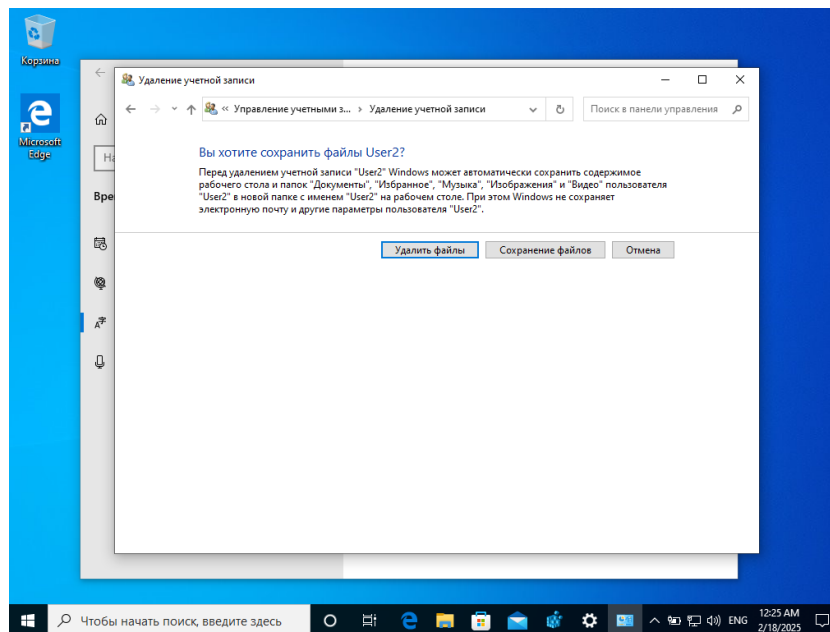 Корзина
Microsoft
Edge
На
Вре
Удаление учетной записи
« Управление учетными з... › Удаление учетной записи
Поиск в панели управления
Вы хотите сохранить файлы User2?
Перед удалением учетной записи "User2" Windows может автоматически сохранить содержимое
рабочего стола и папок "Документы", "Избранное", "Музыка", "Изображения" и "Видео" пользователя
"User2" в новой папке с именем "User2" на рабочем столе. При этом Windows не сохраняет
электронную почту и другие параметры пользователя "User2".
Удалить файлы
Сохранение файлов
Отмена
Чтобы начать поиск, введите здесь
ENG
12:25 AM
2/18/2025